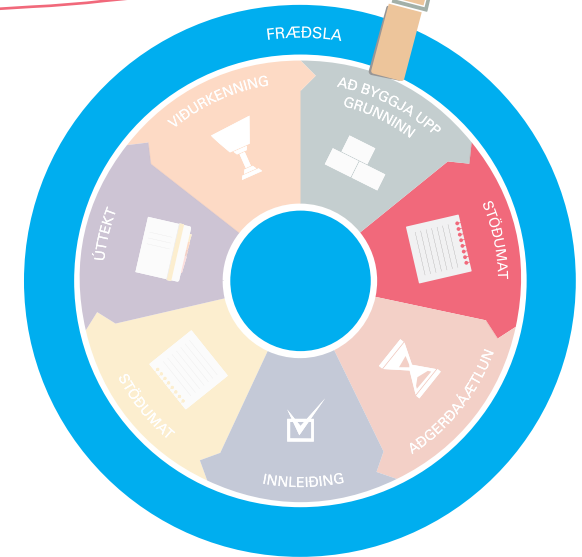 FRÆÐSLA
AÐ BYGGJA UPP
GRUNNINN
STÖÐUMAT
AÐGERÐAÁÆTLUN
INNLEIÐING
STÖÐUMAT
ÚTTEKT
VIÐURKENNING